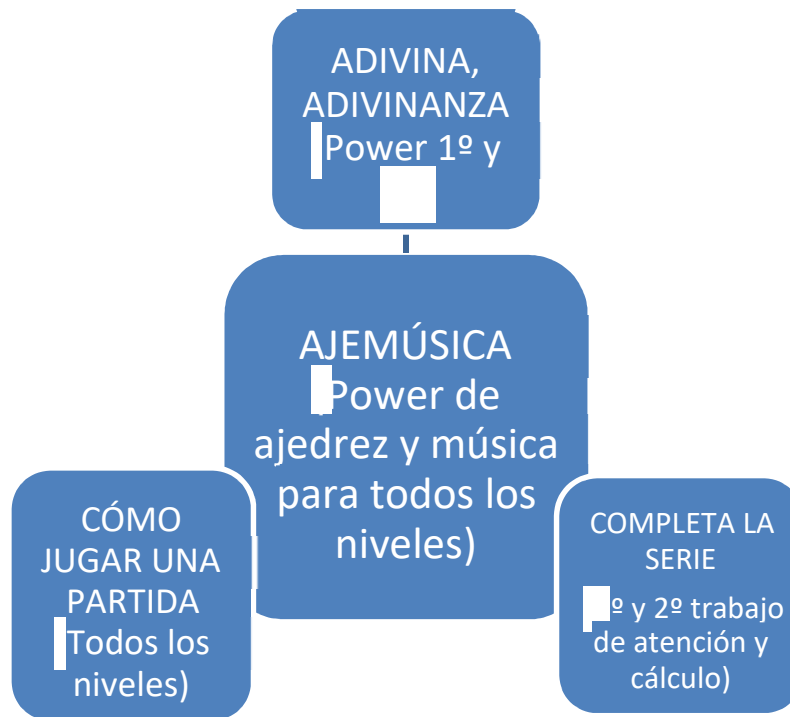 ADIVINA,
ADIVINANZA
Power 1º y
AJEMÚSICA
Power de
ajedrez y música
para todos los
niveles)
CÓMO
JUGAR UNA
PARTIDA
Todos los
niveles)
COMPLETA LA
SERIE
º y 2º trabajo
de atención y
cálculo)